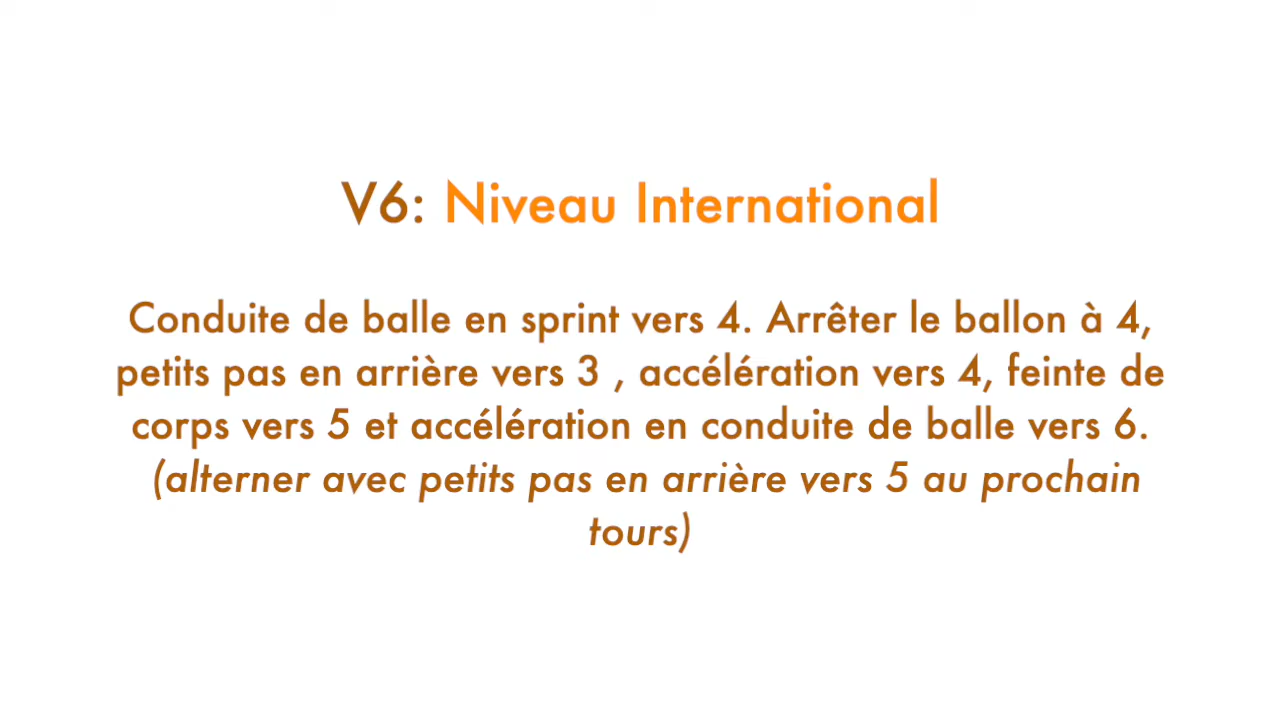 V6: Niveau International
Conduite de balle en sprint vers 4. Arrêter le ballon à 4,
petits pas en arrière vers 3 , accélération vers 4, feinte de
corps vers 5 et accélération en conduite de balle vers 6.
(alterner avec petits pas en arrière vers 5 au prochain
tours)